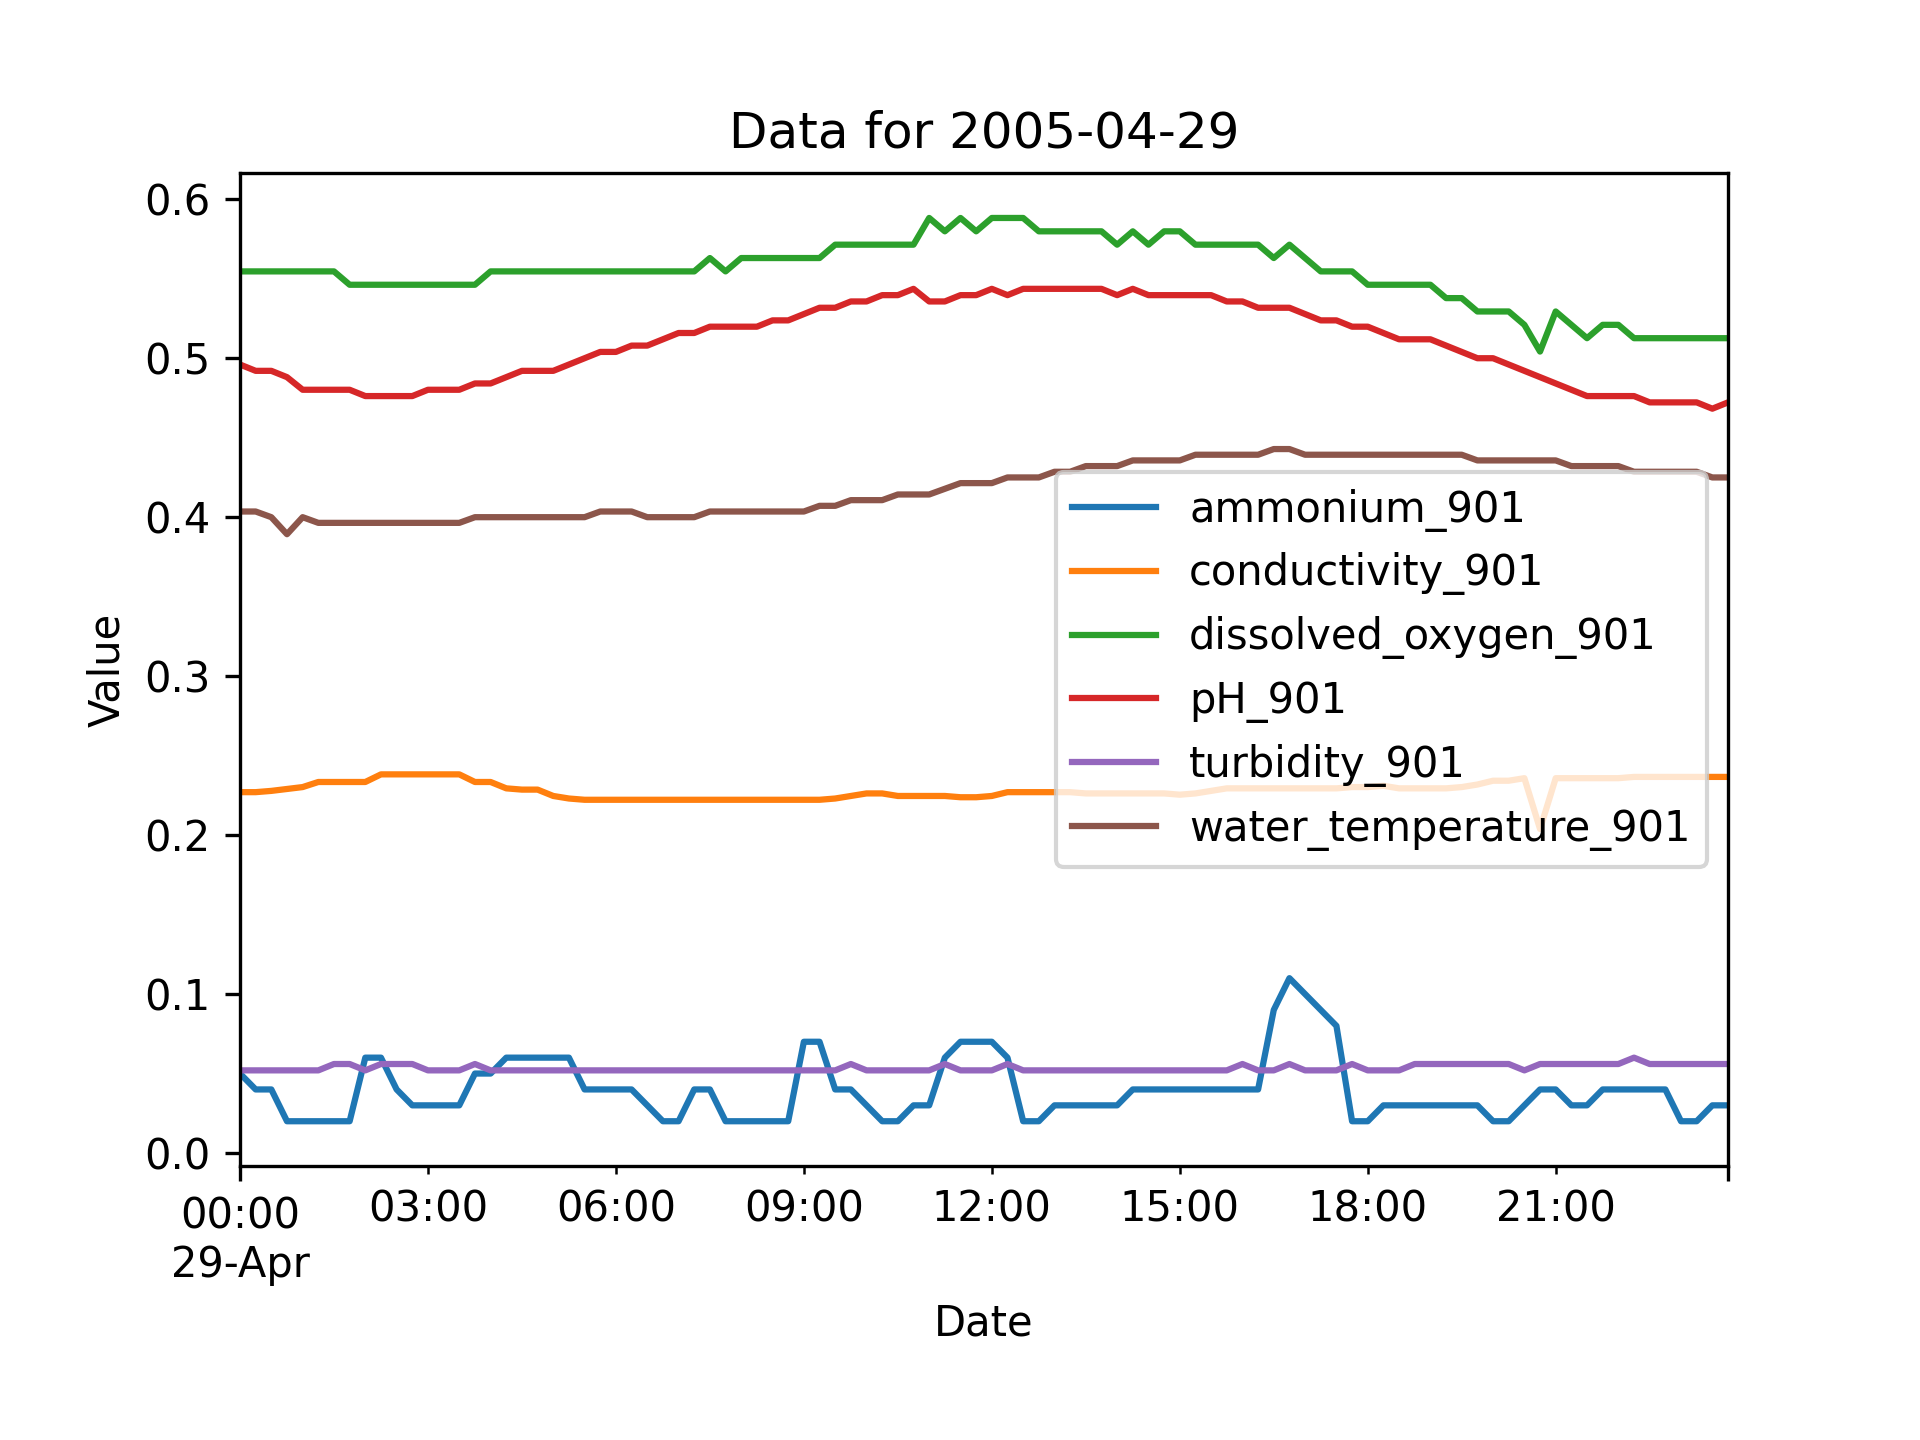 Data for 2005-04-29
0.6
0.5
0.4
0.3
0.2
0.1
0.0
Value
ammonium_901
conductivity_901
dissolved_oxygen_901
pH_901
turbidity_901
water_temperature_901
00:00 03:00 06:00 09:00 12:00 15:00 18:00 21:00
29-Apr
Date